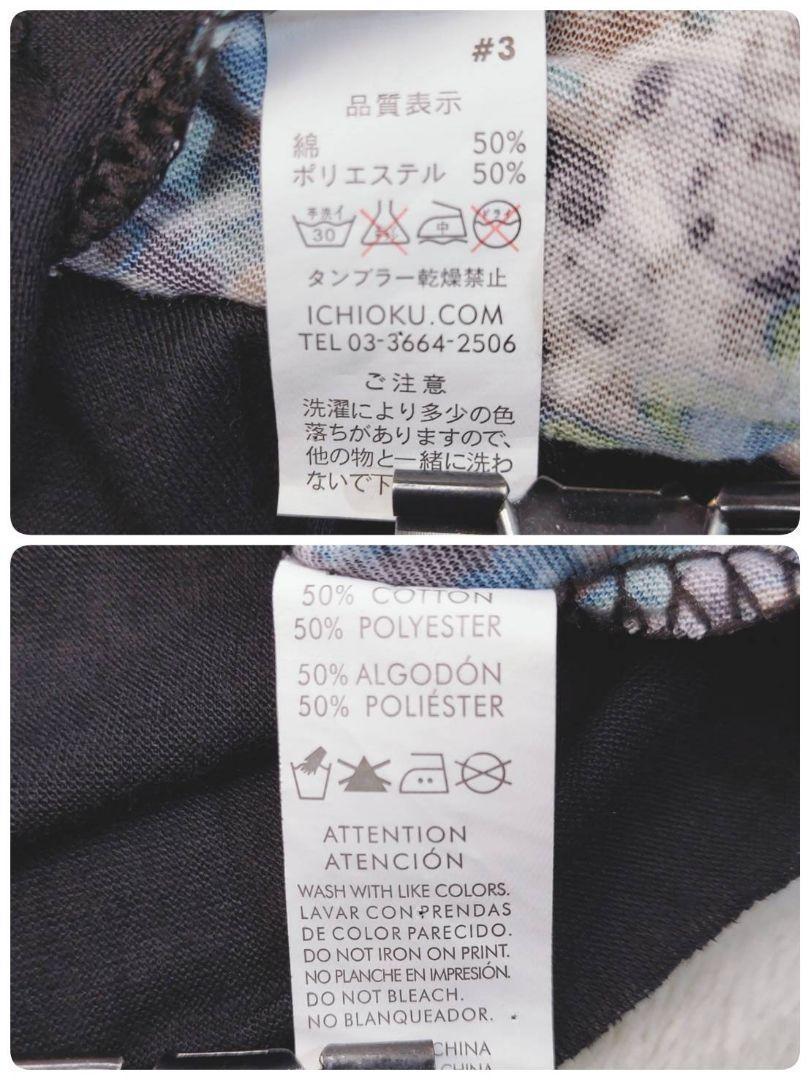 #3
品質表示
綿 50%
ポリエステル 50%
手洗イ 30 中 ドライ
タンブラー乾燥禁止
ICHIOKU.COM
TEL 03-3664-2506
ご注意
洗濯により多少の色
落ちがありますので、
他の物と一緒に洗わ
ないで下
50% COTTON
50% POLYESTER
50% ALGODÓN
50% POLIÉSTER
ATTENTION
ATENCIÓN
WASH WITH LIKE COLORS.
LAVAR CON PRENDAS
DE COLOR PARECIDO.
DO NOT IRON ON PRINT.
NO PLANCHE EN IMPRESIÓN.
DO NOT BLEACH.
NO BLANQUEADOR.
CHINA
CHINA